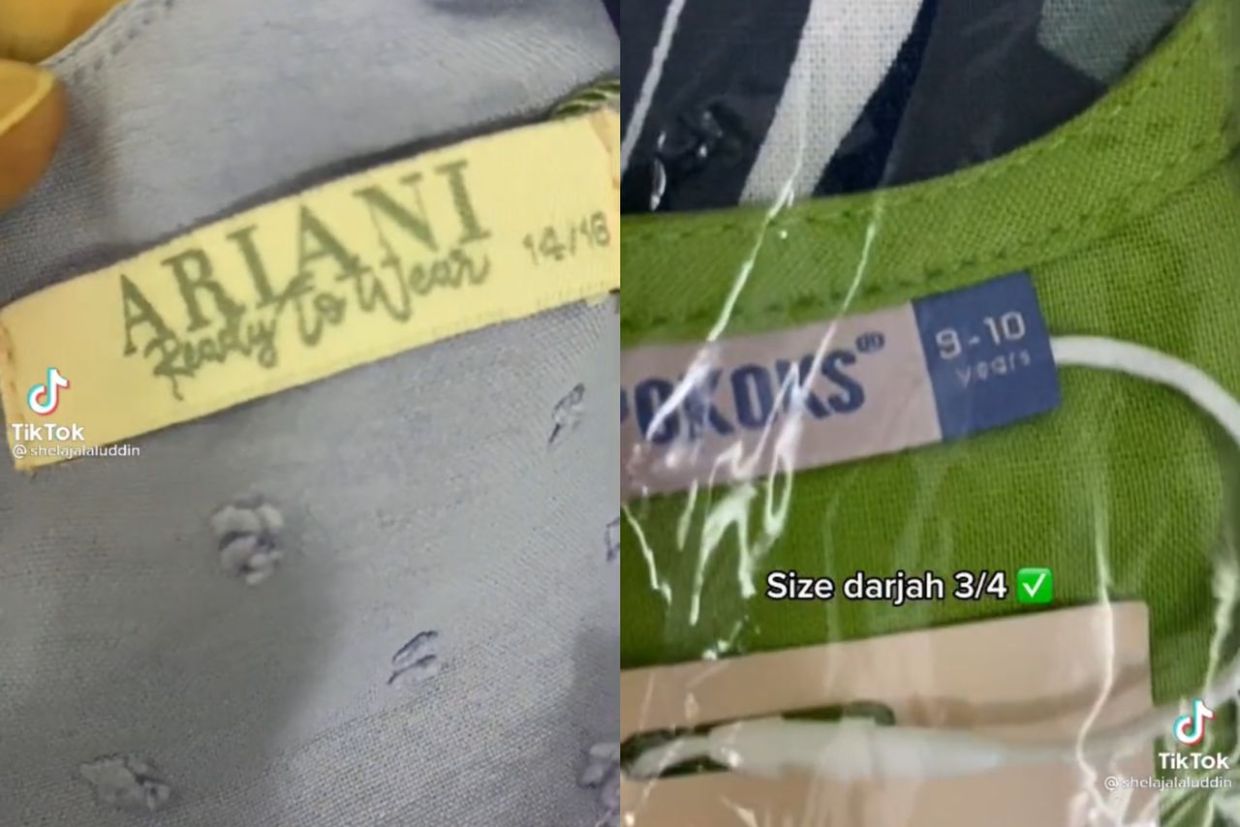 ARIANI
Ready to Wear
14/16
TikTok
@shelajalaluddin
POKOKS®
9-10
years
Size darjah 3/4
TikTok
@shelajalaluddin